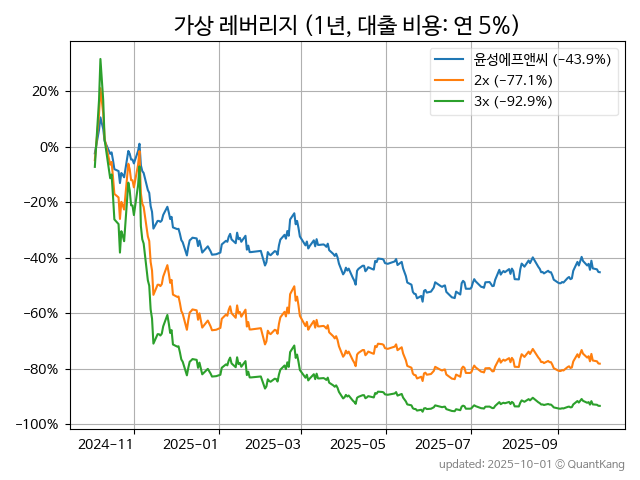 가상 레버리지 (1년, 대출 비용: 연 5%)
윤성에프앤씨 (-43.9%)
2x (-77.1%)
3x (-92.9%)
20%
0%
−20%
−40%
−60%
−80%
−100%
2024-11 2025-01 2025-03 2025-05 2025-07 2025-09
updated: 2025-10-01 © QuantKang